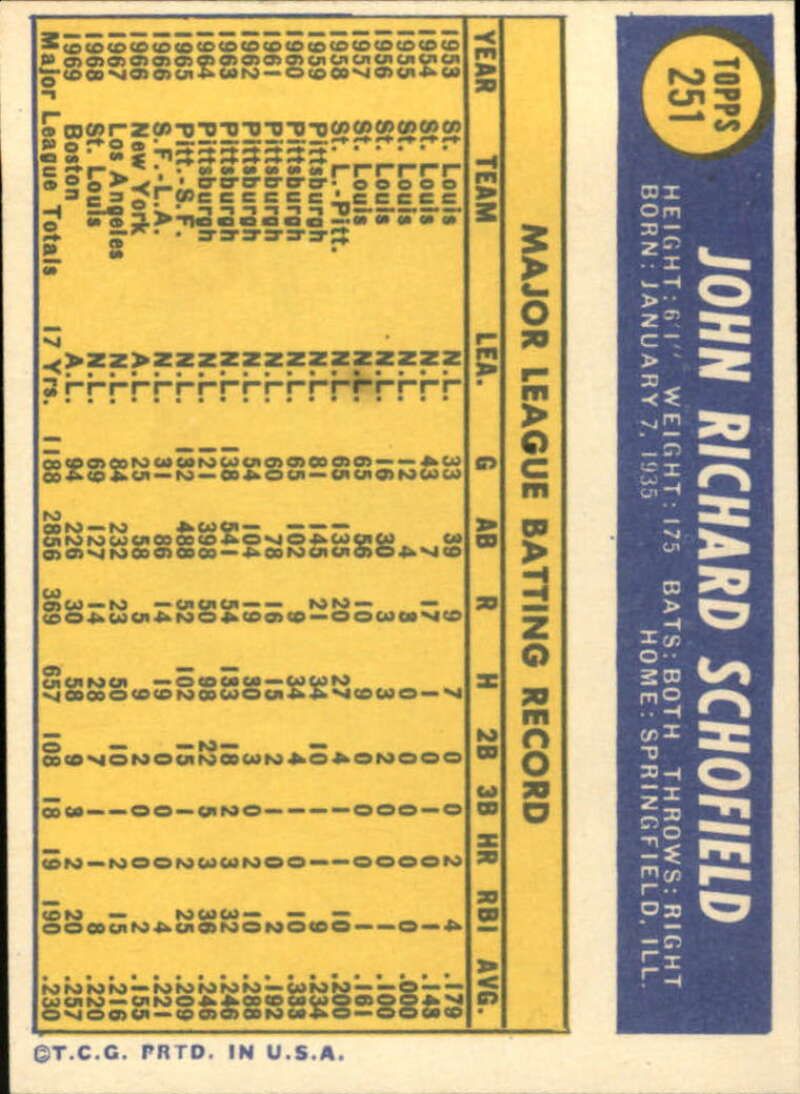 TOPPS
251
JOHN RICHARD SCHOFIELD
HEIGHT: 6'1" WEIGHT: 175 BATS: BOTH THROWS: RIGHT
BORN: JANUARY 7, 1935 HOME: SPRINGFIELD, ILL.
MAJOR LEAGUE BATTING RECORD
YEAR TEAM LEA. G AB R H 2B 3B HR RBI AVG.
1953 St. Louis N.L. 33 39 9 7 0 0 2 4 .179
1954 St. Louis N.L. 43 7 17 1 0 1 0 1 .143
1955 St. Louis N.L. 12 4 3 0 0 0 0 0 .000
1956 St. Louis N.L. 16 30 3 3 2 0 0 1 .100
1957 St. Louis N.L. 65 56 10 9 0 0 0 1 .161
1958 St. L.-Pitt. N.L. 65 135 20 27 4 1 1 10 .200
1959 Pittsburgh N.L. 81 145 21 34 10 1 1 9 .234
1960 Pittsburgh N.L. 65 102 9 34 4 1 0 10 .333
1961 Pittsburgh N.L. 60 78 16 15 2 1 0 2 .192
1962 Pittsburgh N.L. 54 104 19 30 3 0 2 10 .288
1963 Pittsburgh N.L. 138 541 54 133 18 2 3 32 .246
1964 Pittsburgh N.L. 121 398 50 98 22 5 3 36 .246
1965 Pitt.-S.F. N.L. 132 488 52 102 15 1 2 25 .209
1966 S.F.-L.A. N.L. 31 86 14 19 0 0 0 4 .221
1966 New York A.L. 25 58 5 9 2 0 0 2 .155
1967 Los Angeles N.L. 84 232 23 50 10 1 2 15 .216
1968 St. Louis N.L. 69 127 14 28 7 1 1 8 .220
1969 Boston A.L. 94 226 30 58 9 3 2 20 .257
Major League Totals 17 Yrs. 1188 2856 369 657 108 18 19 190 .230
©T.C.G. PRTD. IN U.S.A.